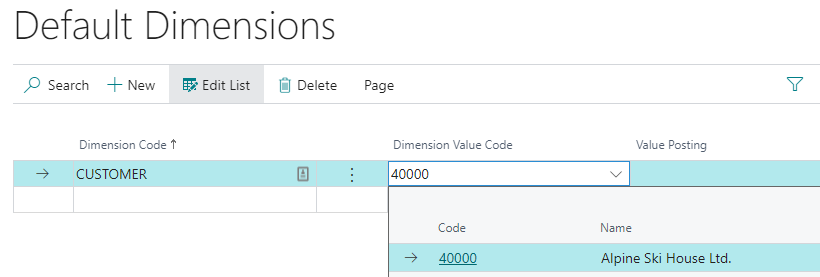 Default Dimensions
Search New Edit List Delete Page
Dimension Code Dimension Value Code Value Posting
CUSTOMER 40000
Code Name
40000 Alpine Ski House Ltd.